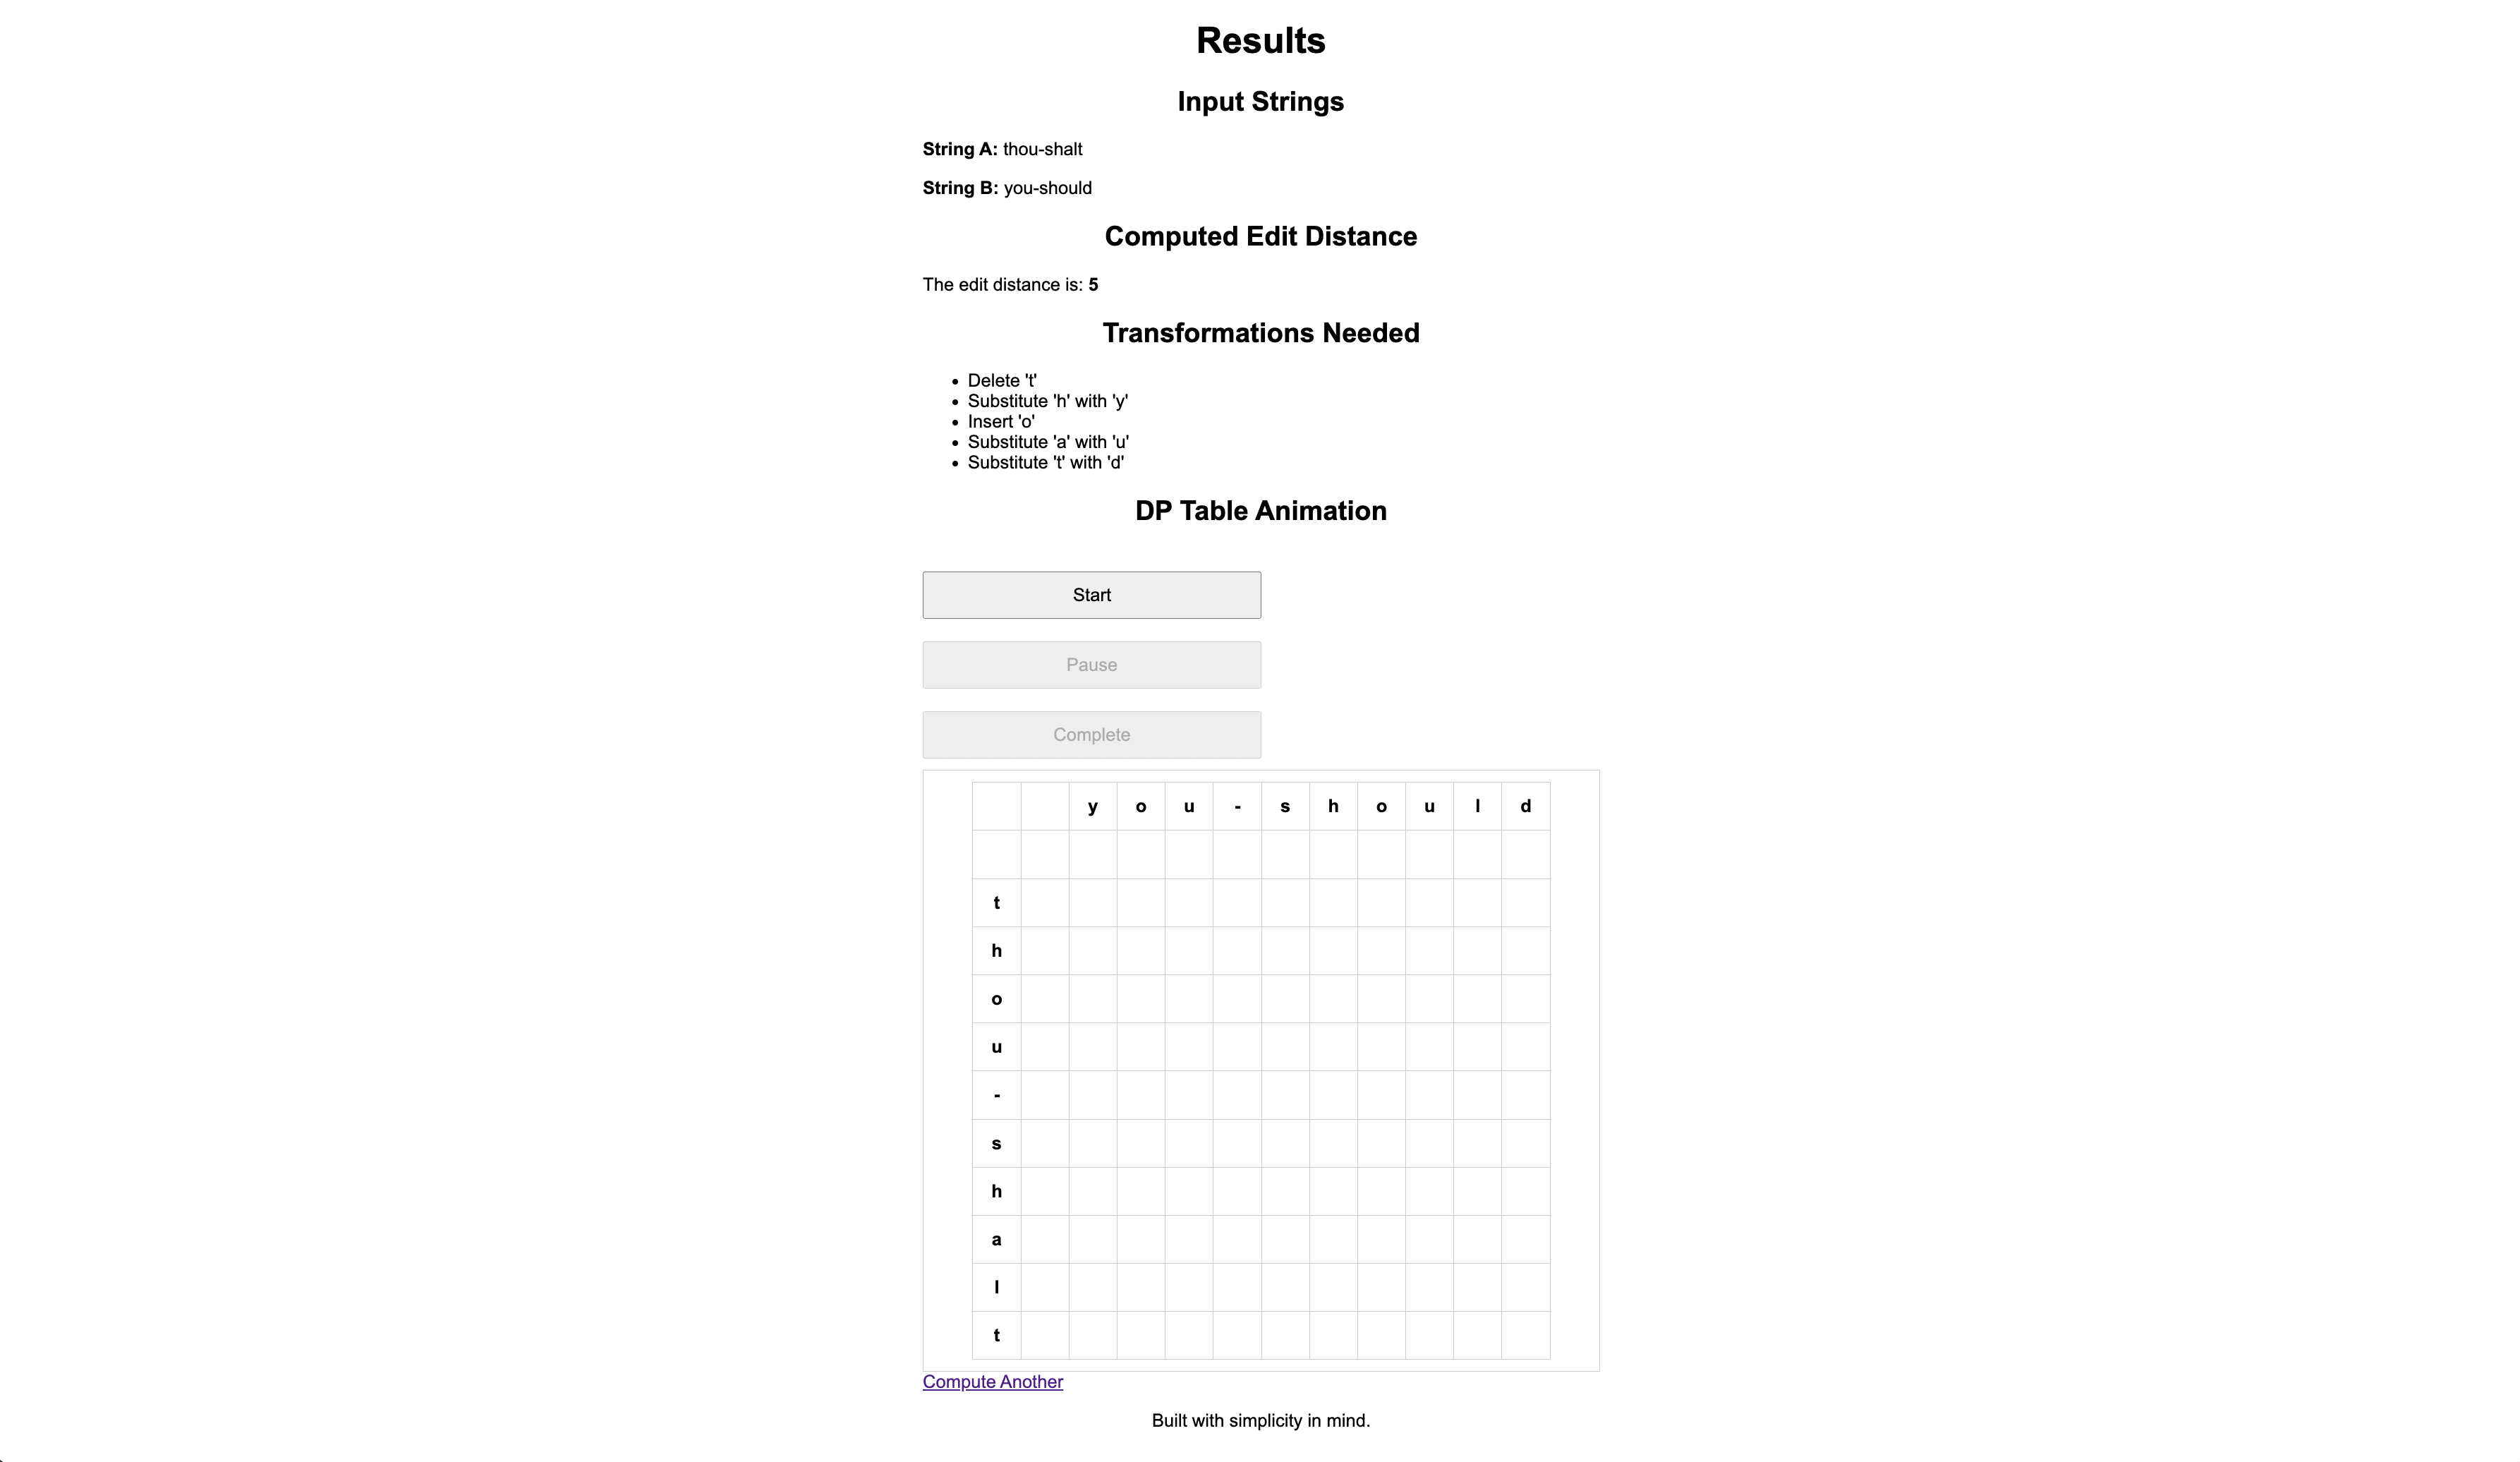 Results
Input Strings
String A: thou-shalt
String B: you-should
Computed Edit Distance
The edit distance is: 5
Transformations Needed
• Delete 't'
• Substitute 'h' with 'y'
• Insert 'o'
• Substitute 'a' with 'u'
• Substitute 't' with 'd'
DP Table Animation
Start
Pause
Complete
y o u - s h o u l d
t
h
o
u
-
s
h
a
l
t
Compute Another
Built with simplicity in mind.